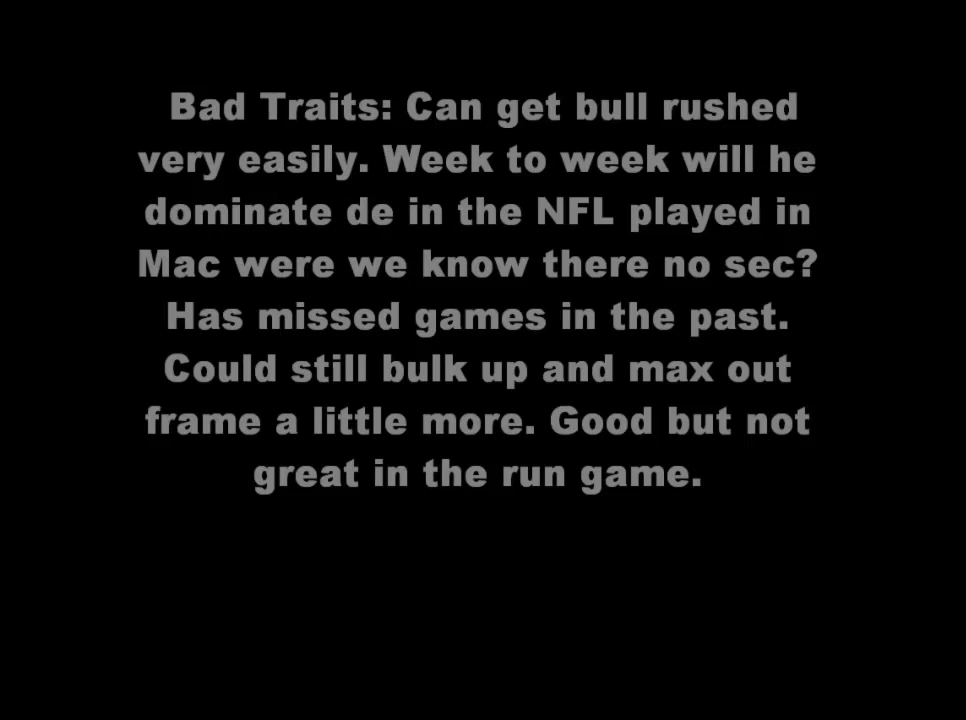 Bad Traits: Can get bull rushed
very easily. Week to week will he
dominate de in the NFL played in
Mac were we know there no sec?
Has missed games in the past.
Could still bulk up and max out
frame a little more. Good but not
great in the run game.